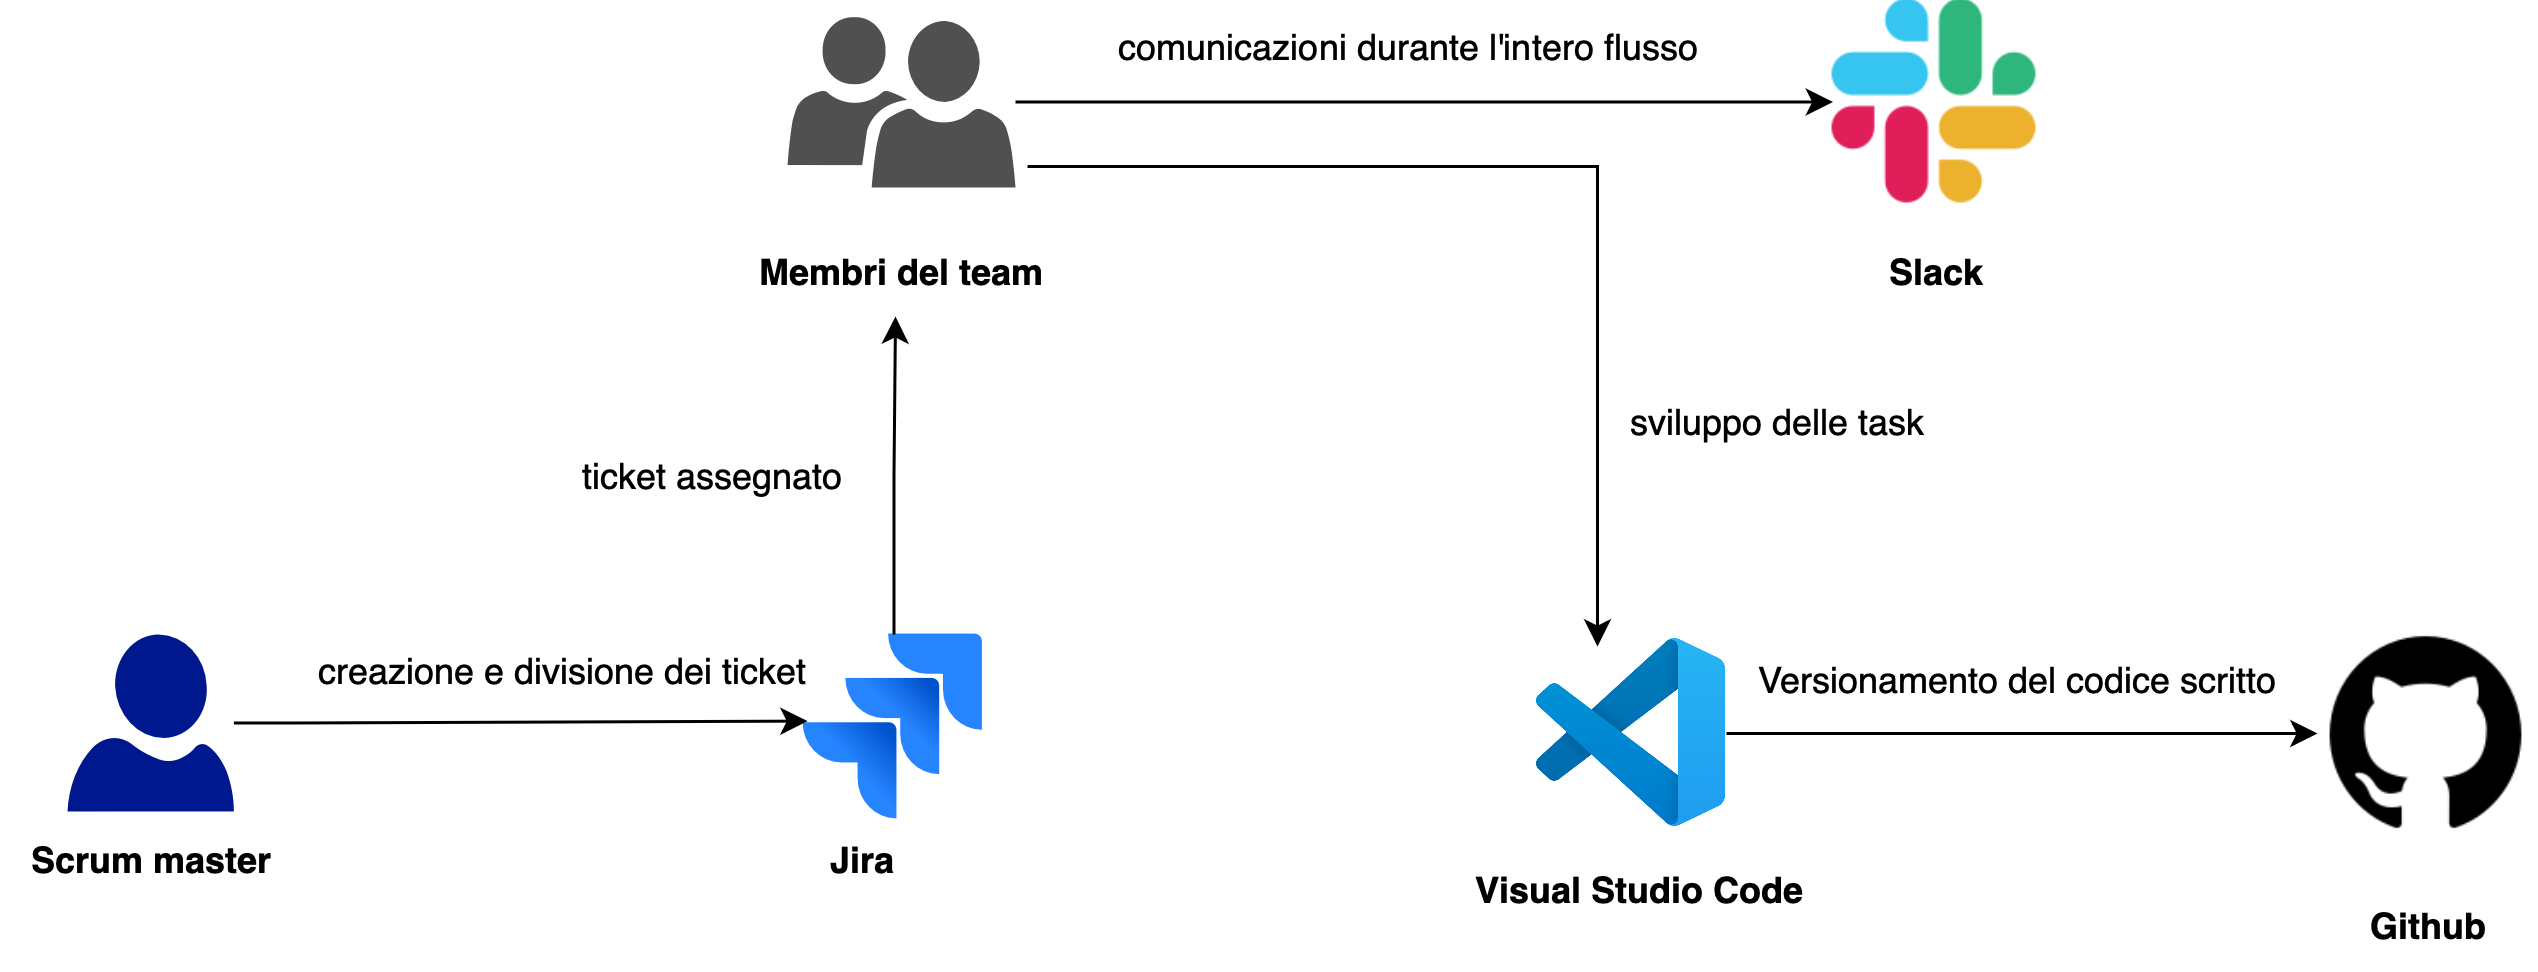 comunicazioni durante l'intero flusso
Membri del team
Slack
sviluppo delle task
ticket assegnato
creazione e divisione dei ticket
Versionamento del codice scritto
Scrum master
Jira
Visual Studio Code
Github